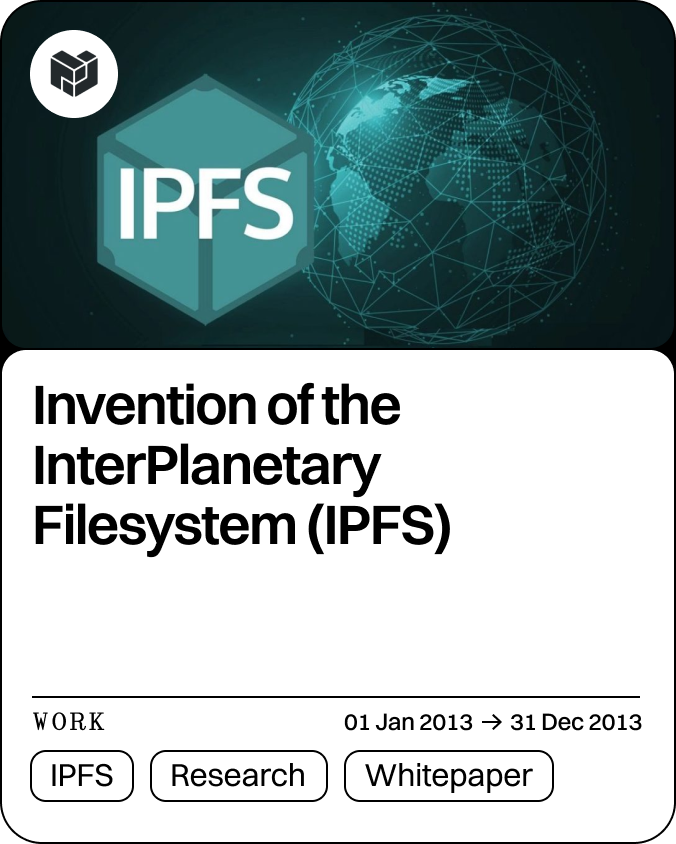 IPFS
Invention of the
InterPlanetary
Filesystem (IPFS)
WORK
01 Jan 2013 → 31 Dec 2013
IPFS
Research
Whitepaper